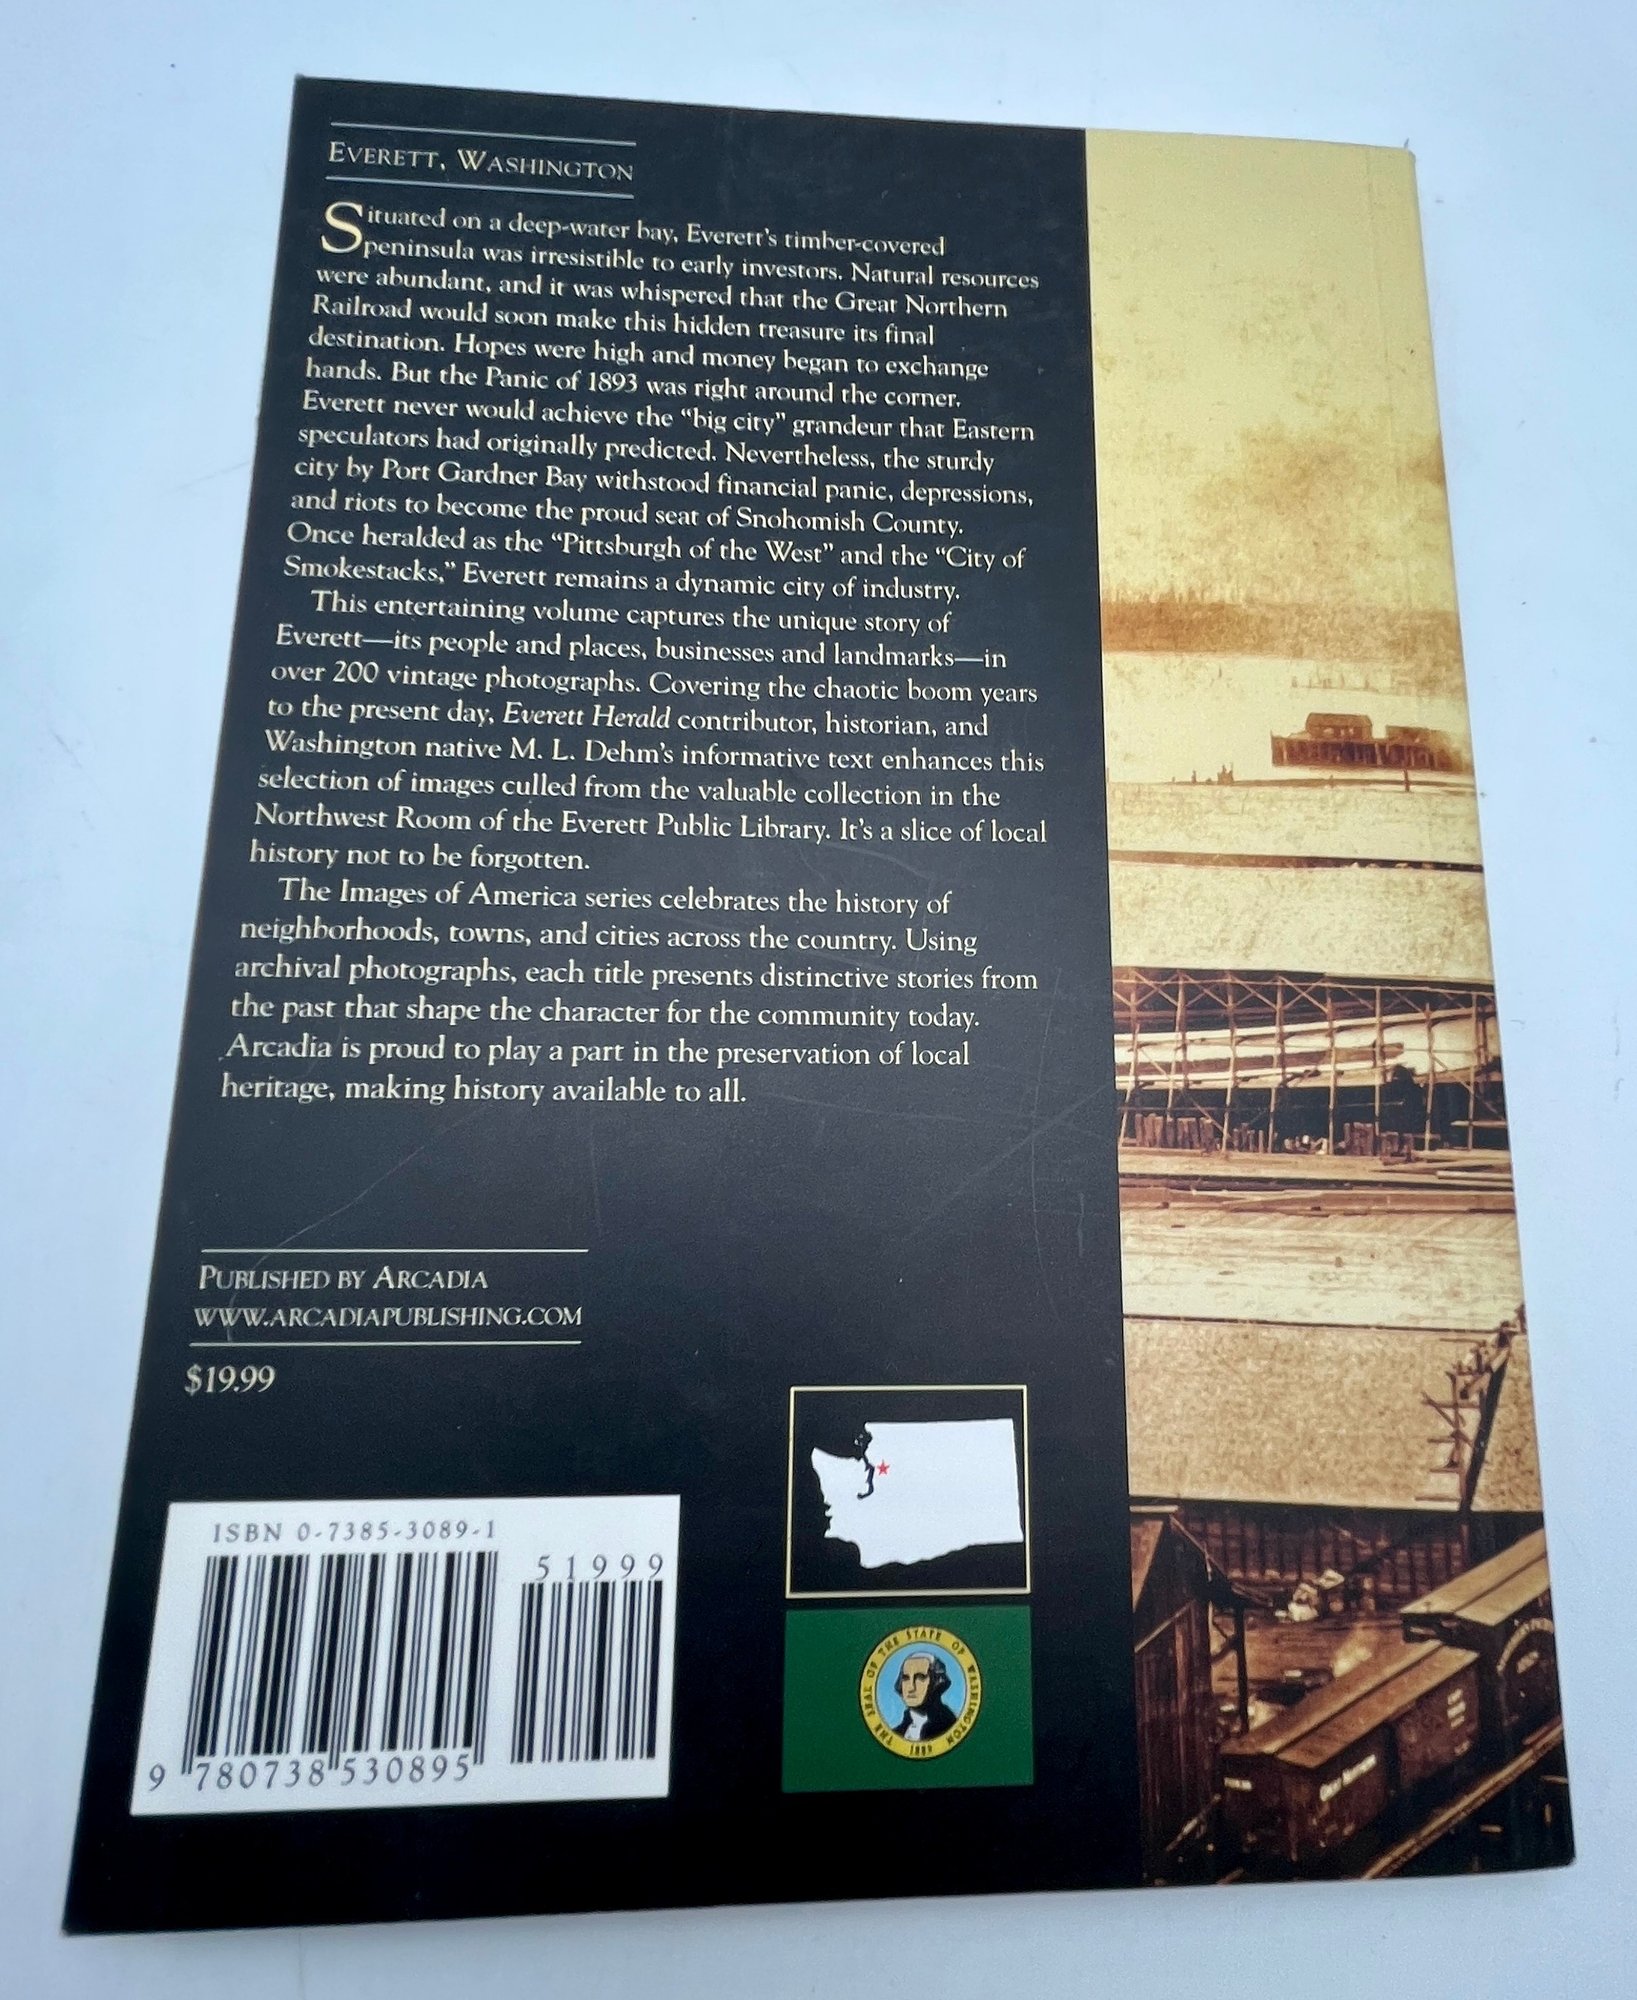 EVERETT, WASHINGTON
Situated on a deep-water bay, Everett's timber-covered
peninsula was irresistible to early investors. Natural resources
were abundant, and it was whispered that the Great Northern
Railroad would soon make this hidden treasure its final
destination. Hopes were high and money began to exchange
hands. But the Panic of 1893 was right around the corner.
Everett never would achieve the “big city” grandeur that Eastern
speculators had originally predicted. Nevertheless, the sturdy
city by Port Gardner Bay withstood financial panic, depressions,
and riots to become the proud seat of Snohomish County.
Once heralded as the “Pittsburgh of the West” and the “City of
Smokestacks,” Everett remains a dynamic city of industry.
This entertaining volume captures the unique story of
Everett—its people and places, businesses and landmarks—in
over 200 vintage photographs. Covering the chaotic boom years
to the present day, Everett Herald contributor, historian, and
Washington native M. L. Dehm's informative text enhances this
selection of images culled from the valuable collection in the
Northwest Room of the Everett Public Library. It's a slice of local
history not to be forgotten.
The Images of America series celebrates the history of
neighborhoods, towns, and cities across the country. Using
archival photographs, each title presents distinctive stories from
the past that shape the character for the community today.
Arcadia is proud to play a part in the preservation of local
heritage, making history available to all.
PUBLISHED BY ARCADIA
WWW.ARCADIAPUBLISHING.COM
$19.99
ISBN 0-7385-3089-1
51999
9 780738 530895
THE SEAL OF THE STATE OF WASHINGTON
1889
GREAT NORTHERN